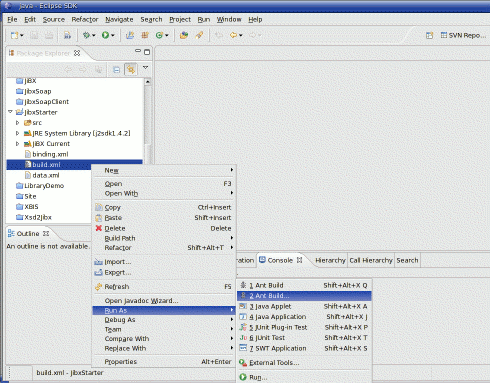 Java - Eclipse SDK
File Edit Source Refactor Navigate Search Project Run Window Help
SVN Repo...
Package Explorer
JiBX
JibxSoap
JibxSoapClient
JibxStarter
src
JRE System Library [j2sdk1.4.2]
JiBX Current
binding.xml
build.xml
data.xml
LibraryDemo
Site
XBIS
Xsd2Jibx
Outline
An outline is not available.
New
Open F3
Open With
Copy Ctrl+Insert
Paste Shift+Insert
Delete Delete
Build Path
Refactor Shift+Alt+T
Import...
Export...
Refresh F5
Open Javadoc Wizard...
Run As
Debug As
Team
Compare With
Replace With
Properties Alt+Enter
ration Console Hierarchy Call Hierarchy Search
1 Ant Build Shift+Alt+X Q
2 Ant Build...
3 Java Applet Shift+Alt+X A
4 Java Application Shift+Alt+X J
5 JUnit Plug-in Test Shift+Alt+X P
6 JUnit Test Shift+Alt+X T
7 SWT Application Shift+Alt+X S
External Tools...
Run...
build.xml - JibxStarter